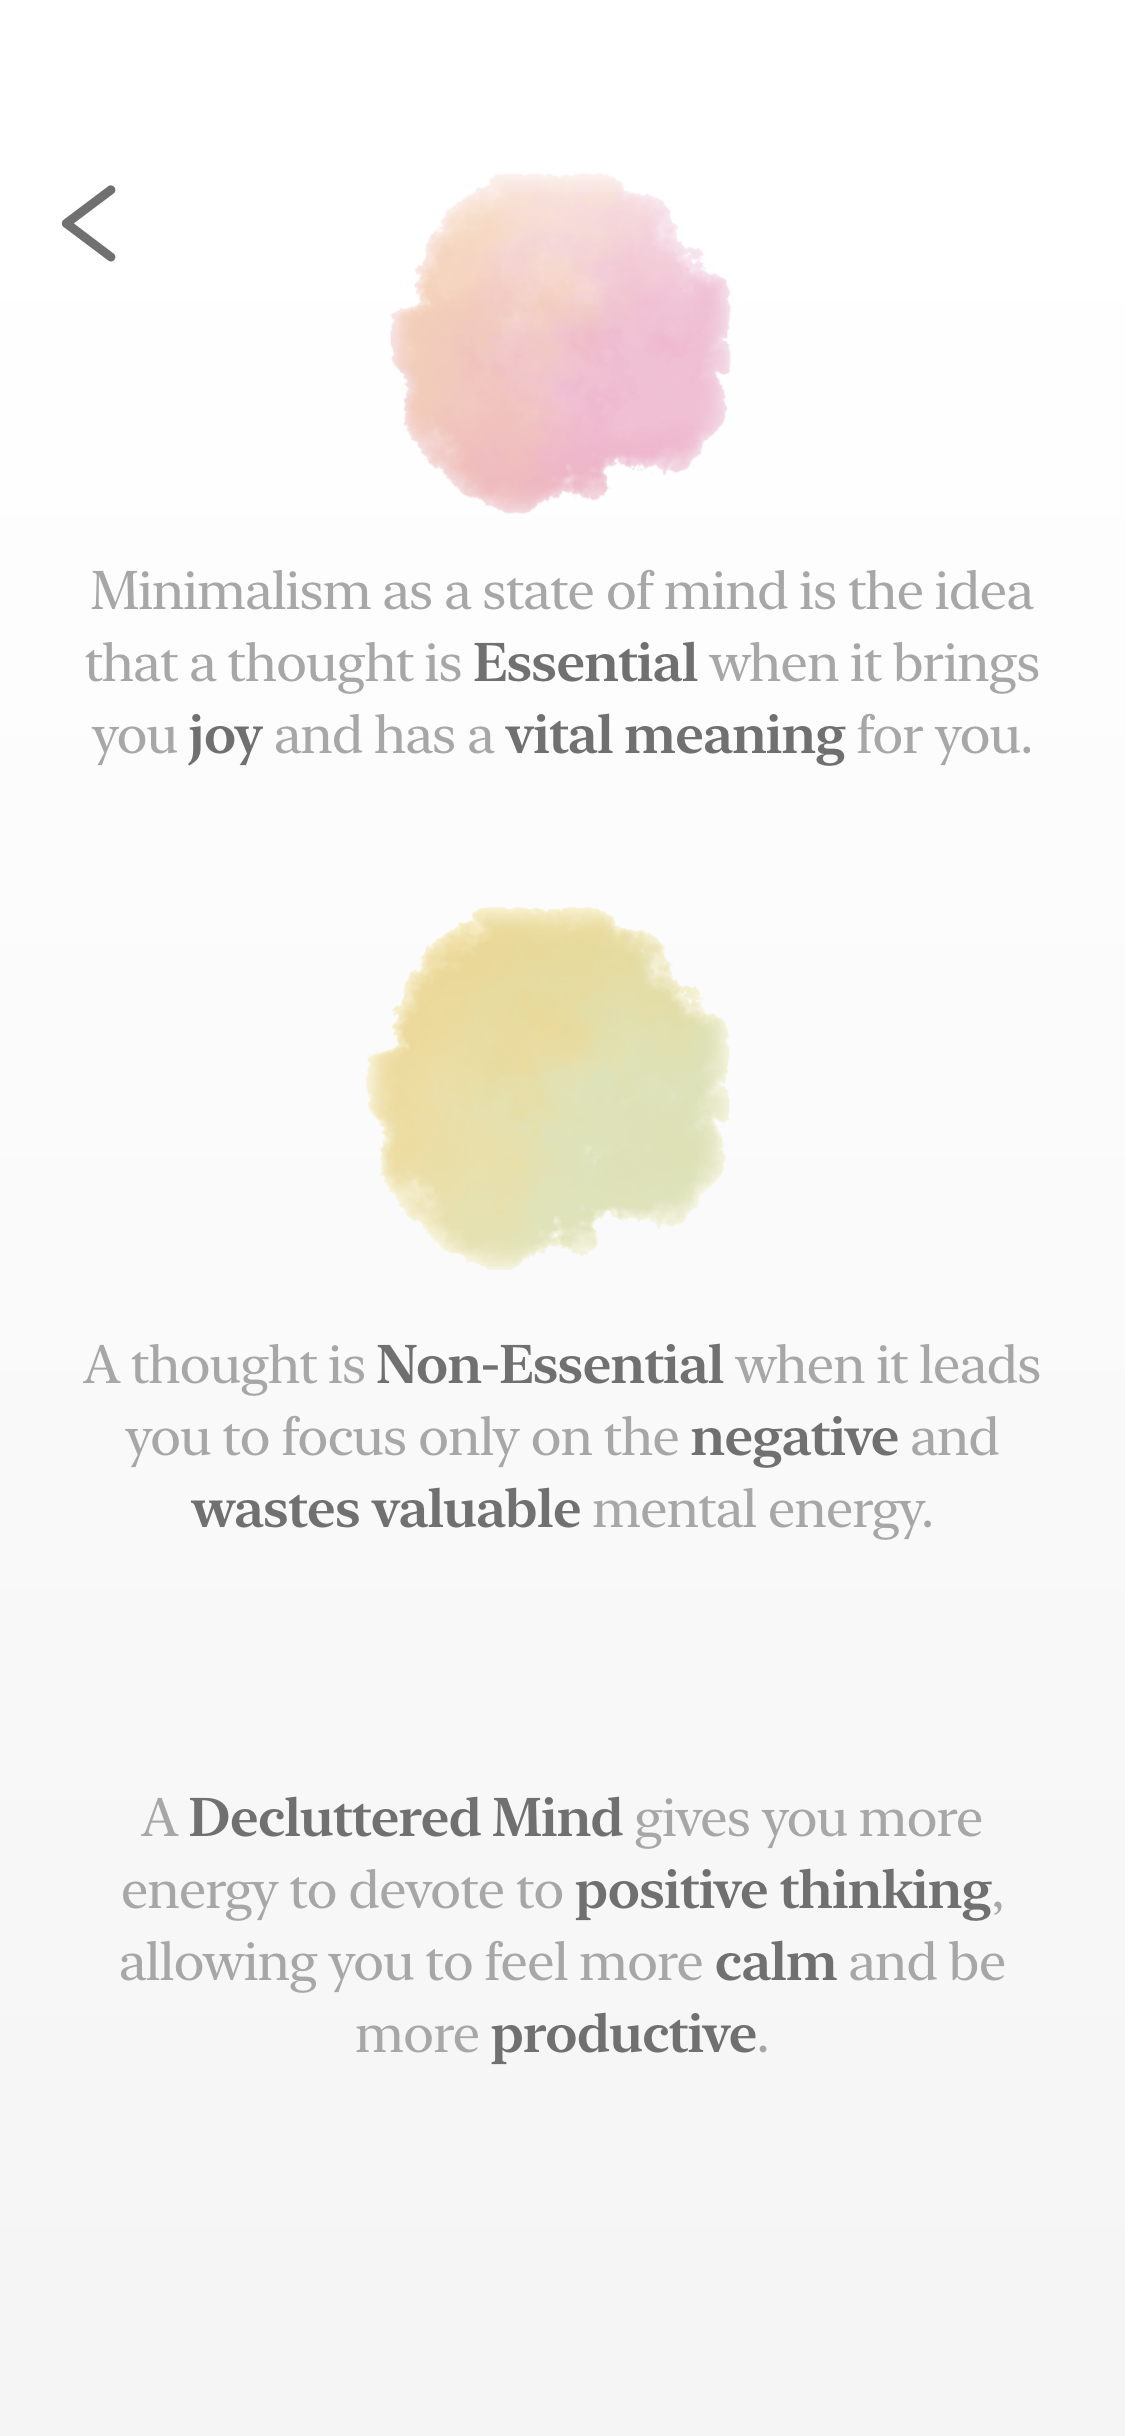 Minimalism as a state of mind is the idea
that a thought is Essential when it brings
you joy and has a vital meaning for you.
A thought is Non-Essential when it leads
you to focus only on the negative and
wastes valuable mental energy.
A Decluttered Mind gives you more
energy to devote to positive thinking,
allowing you to feel more calm and be
more productive.